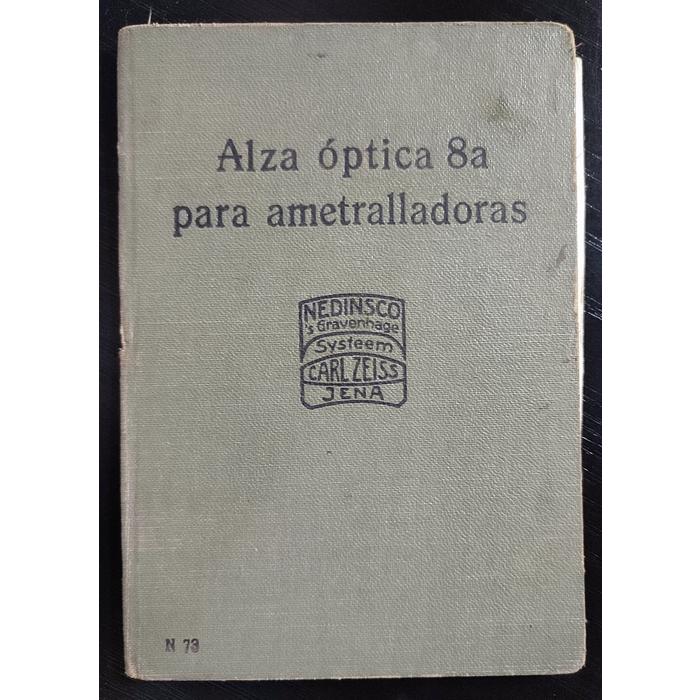 Alza óptica 8a
para ametralladoras
NEDINSCO
's Gravenhage
Systeem
CARL ZEISS
JENA
N 73